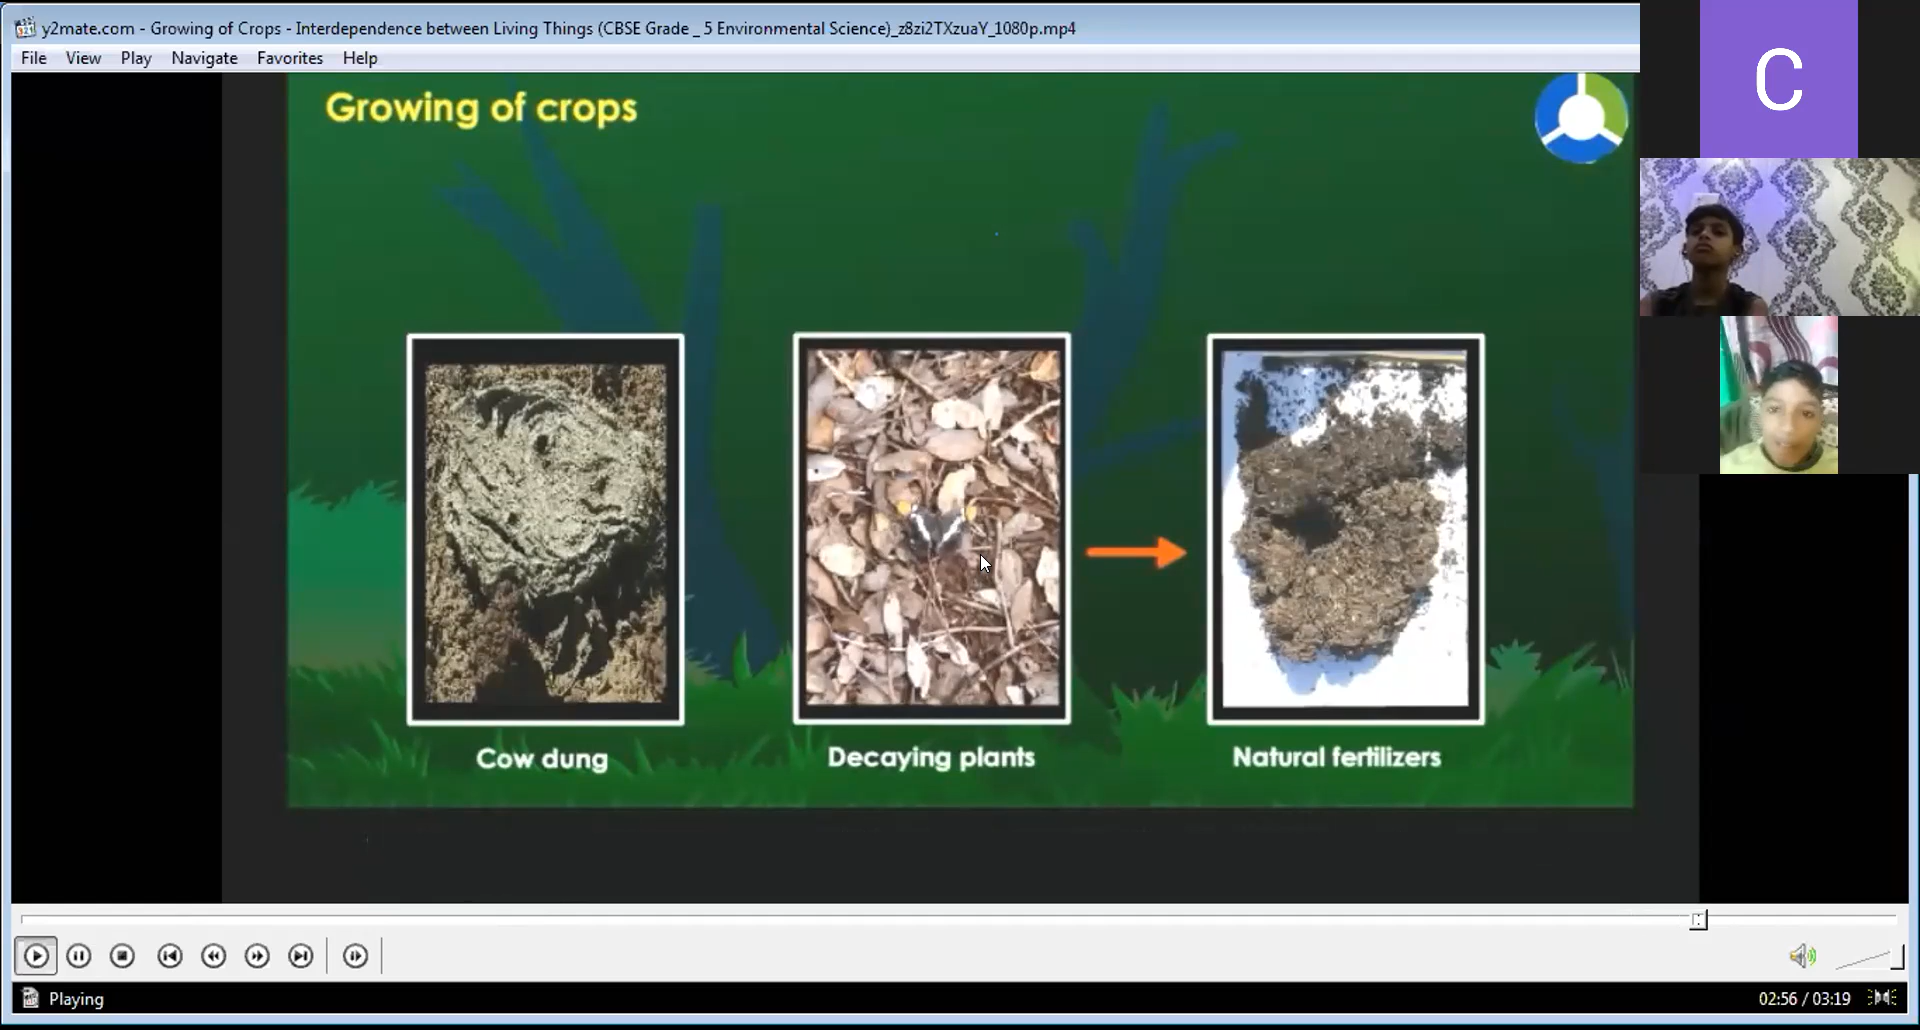 y2mate.com - Growing of Crops - Interdependence between Living Things (CBSE Grade _ 5 Environmental Science)_z8zi2TXzuaY_1080p.mp4
File View Play Navigate Favorites Help
C
Growing of crops
Cow dung
Decaying plants
Natural fertilizers
Playing
02:56 / 03:19